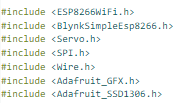 #include <ESP8266WiFi.h>
#include <BlynkSimpleEsp8266.h>
#include <Servo.h>
#include <SPI.h>
#include <Wire.h>
#include <Adafruit_GFX.h>
#include <Adafruit_SSD1306.h>